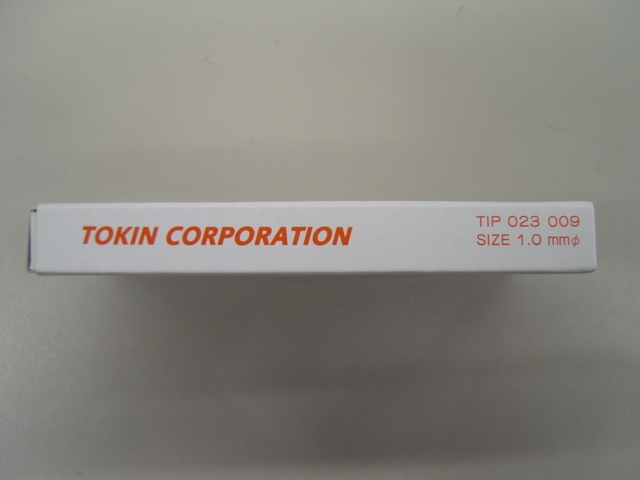 TOKIN CORPORATION
TIP 023 009
SIZE 1.0 mmφ